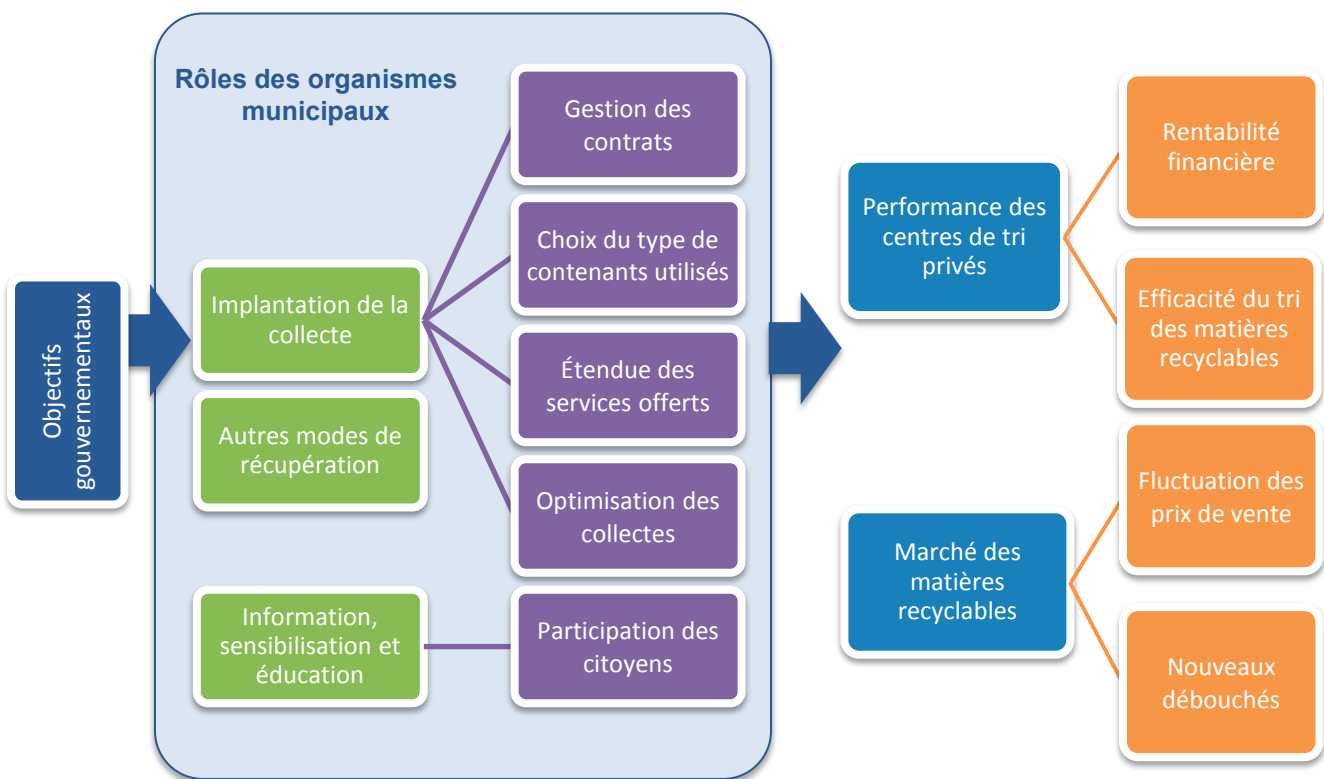 Objectifs
gouvernementaux
Rôles des organismes
municipaux
Implantation de la
collecte
Autres modes de
récupération
Information,
sensibilisation et
éducation
Gestion des
contrats
Choix du type de
contenants utilisés
Étendue des
services offerts
Optimisation des
collectes
Participation des
citoyens
Performance des
centres de tri
privés
Marché des
matières
recyclables
Rentabilité
financière
Efficacité du tri
des matières
recyclables
Fluctuation des
prix de vente
Nouveaux
débouchés